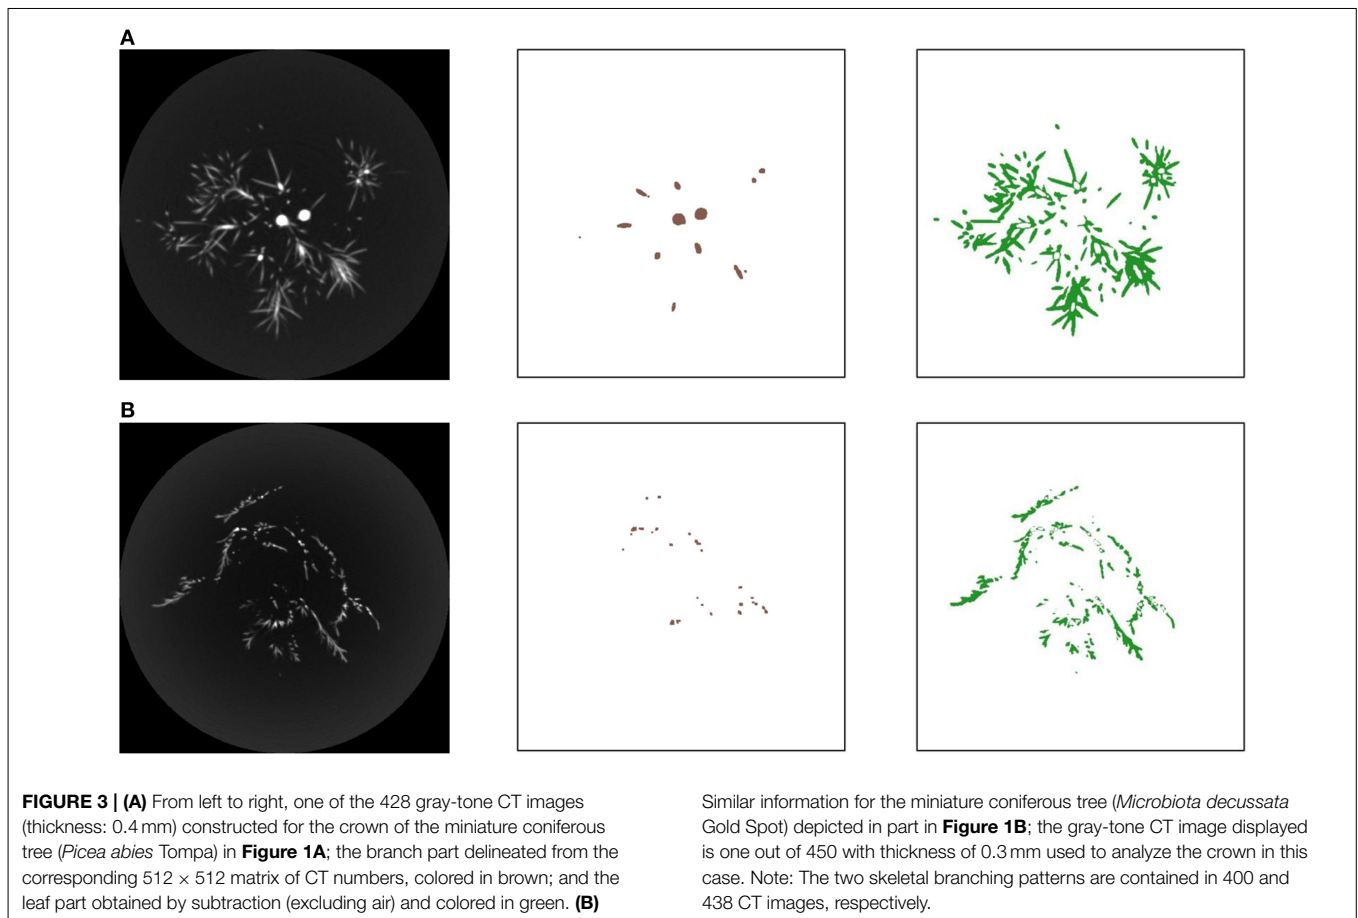 A
B
FIGURE 3 | (A) From left to right, one of the 428 gray-tone CT images
(thickness: 0.4 mm) constructed for the crown of the miniature coniferous
tree (Picea abies Tompa) in Figure 1A; the branch part delineated from the
corresponding 512 × 512 matrix of CT numbers, colored in brown; and the
leaf part obtained by subtraction (excluding air) and colored in green. (B)
Similar information for the miniature coniferous tree (Microbiota decussata
Gold Spot) depicted in part in Figure 1B; the gray-tone CT image displayed
is one out of 450 with thickness of 0.3 mm used to analyze the crown in this
case. Note: The two skeletal branching patterns are contained in 400 and
438 CT images, respectively.